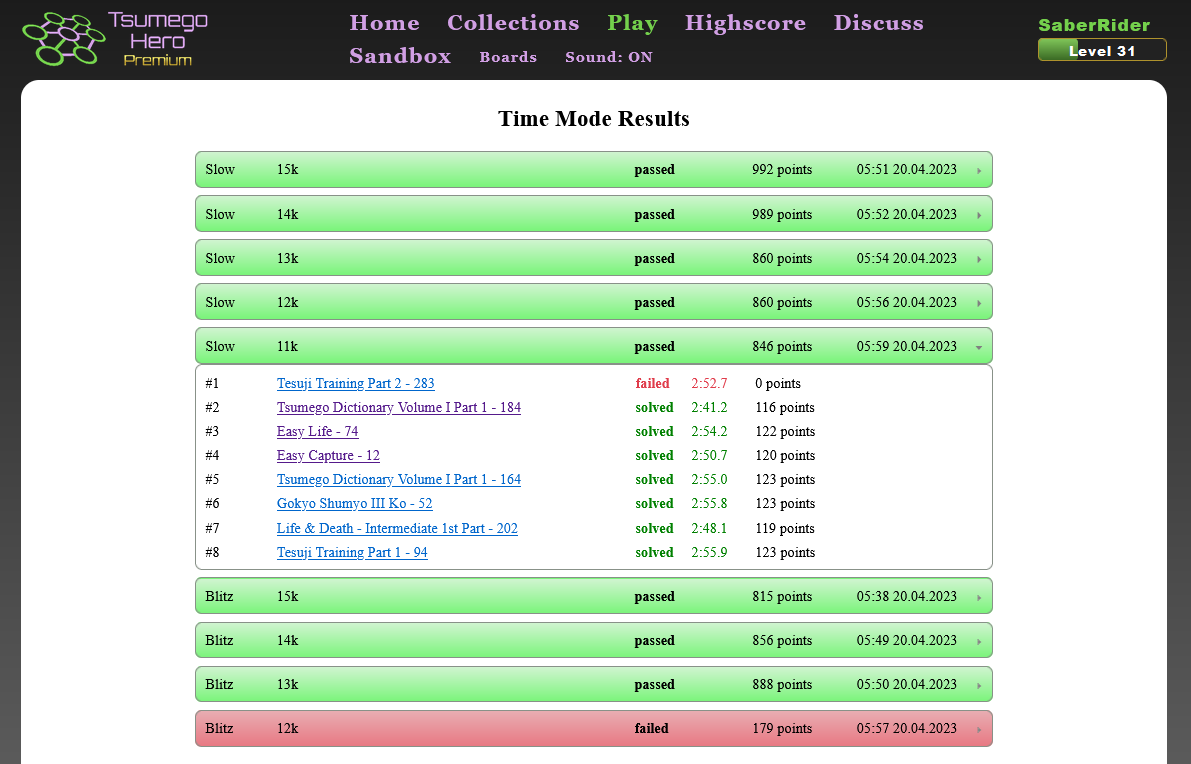 Tsumego Hero Premium
Home Collections Play Highscore Discuss
Sandbox Boards Sound: ON
SaberRider
Level 31
Time Mode Results
Slow 15k passed 992 points 05:51 20.04.2023
Slow 14k passed 989 points 05:52 20.04.2023
Slow 13k passed 860 points 05:54 20.04.2023
Slow 12k passed 860 points 05:56 20.04.2023
Slow 11k passed 846 points 05:59 20.04.2023
#1 Tesuji Training Part 2 - 283 failed 2:52.7 0 points
#2 Tsumego Dictionary Volume I Part 1 - 184 solved 2:41.2 116 points
#3 Easy Life - 74 solved 2:54.2 122 points
#4 Easy Capture - 12 solved 2:50.7 120 points
#5 Tsumego Dictionary Volume I Part 1 - 164 solved 2:55.0 123 points
#6 Gokyo Shumyo III Ko - 52 solved 2:55.8 123 points
#7 Life & Death - Intermediate 1st Part - 202 solved 2:48.1 119 points
#8 Tesuji Training Part 1 - 94 solved 2:55.9 123 points
Blitz 15k passed 815 points 05:38 20.04.2023
Blitz 14k passed 856 points 05:49 20.04.2023
Blitz 13k passed 888 points 05:50 20.04.2023
Blitz 12k failed 179 points 05:57 20.04.2023